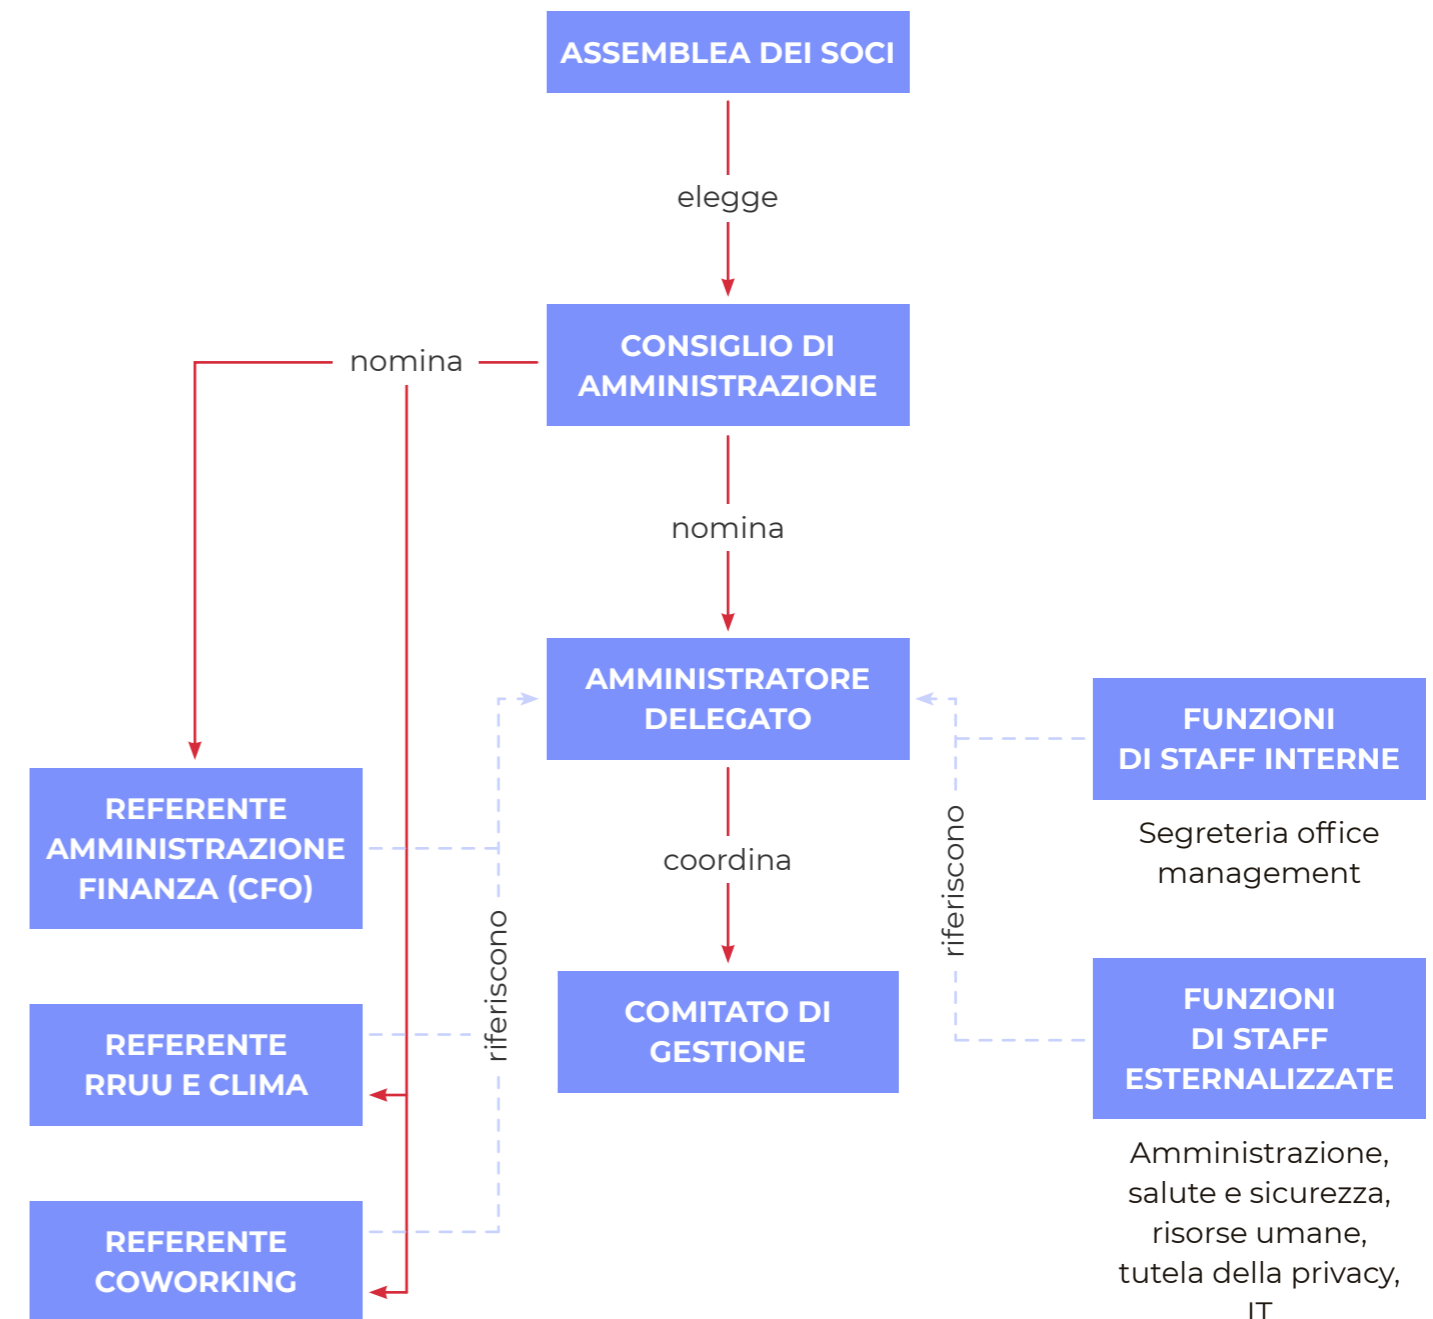 ASSEMBLEA DEI SOCI
elegge
CONSIGLIO DI
AMMINISTRAZIONE
nomina
nomina
AMMINISTRATORE
DELEGATO
FUNZIONI
DI STAFF INTERNE
Segreteria office
management
REFERENTE
AMMINISTRAZIONE
FINANZA (CFO)
coordina
riferiscono
riferiscono
COMITATO DI
GESTIONE
FUNZIONI
DI STAFF
ESTERNALIZZATE
Amministrazione,
salute e sicurezza,
risorse umane,
tutela della privacy,
IT
REFERENTE
RRUU E CLIMA
REFERENTE
COWORKING